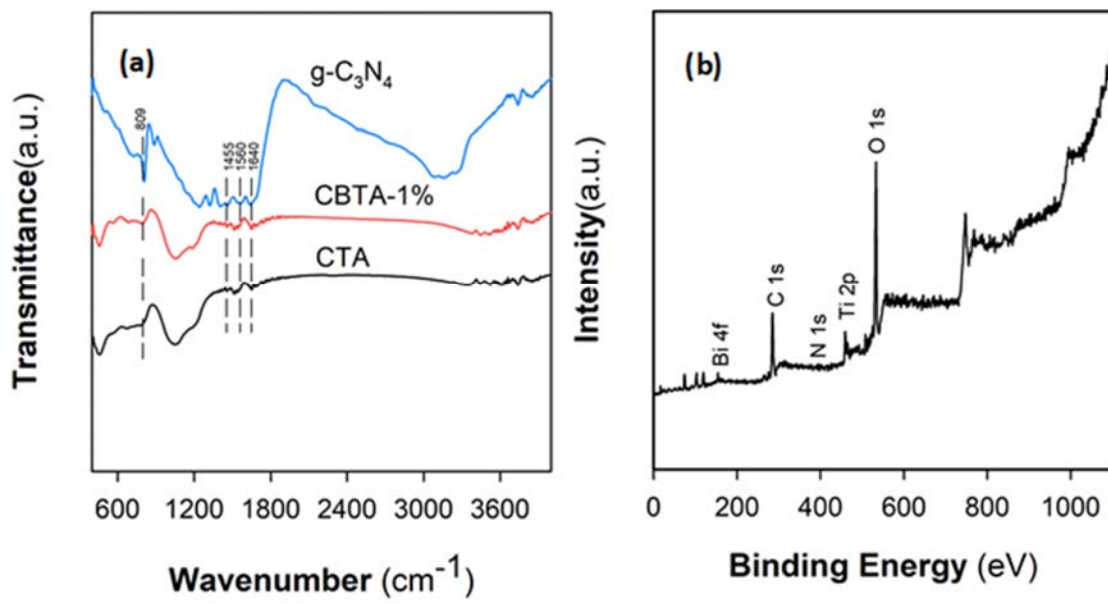 (a)
g-C₃N₄
809
1455
1560
1640
CBTA-1%
CTA
Transmittance(a.u.)
600 1200 1800 2400 3000 3600
Wavenumber (cm⁻¹)
(b)
O 1s
C 1s
Ti 2p
N 1s
Bi 4f
Intensity(a.u.)
0 200 400 600 800 1000
Binding Energy (eV)